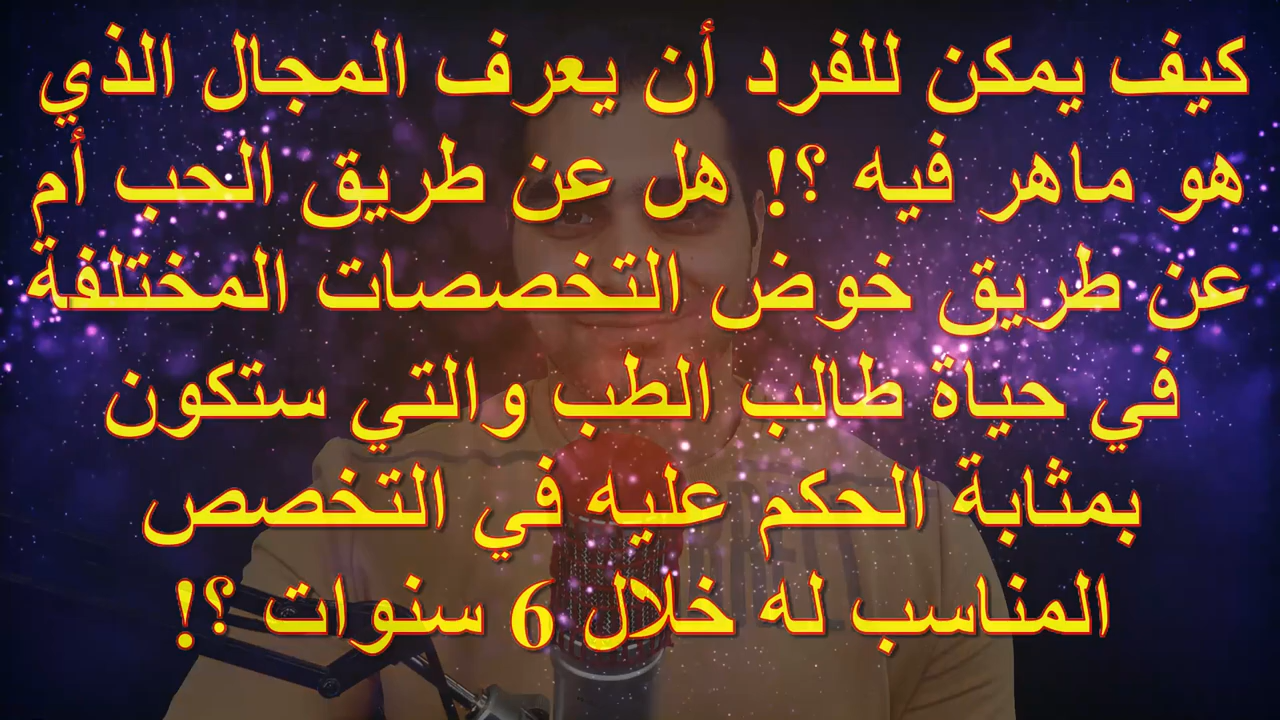 كيف يمكن للفرد أن يعرف المجال الذي
هو ماهر فيه ؟! هل عن طريق الحب أم
عن طريق خوض التخصصات المختلفة
في حياة طالب الطب والتي ستكون
بمثابة الحكم عليه في التخصص
المناسب له خلال 6 سنوات ؟!